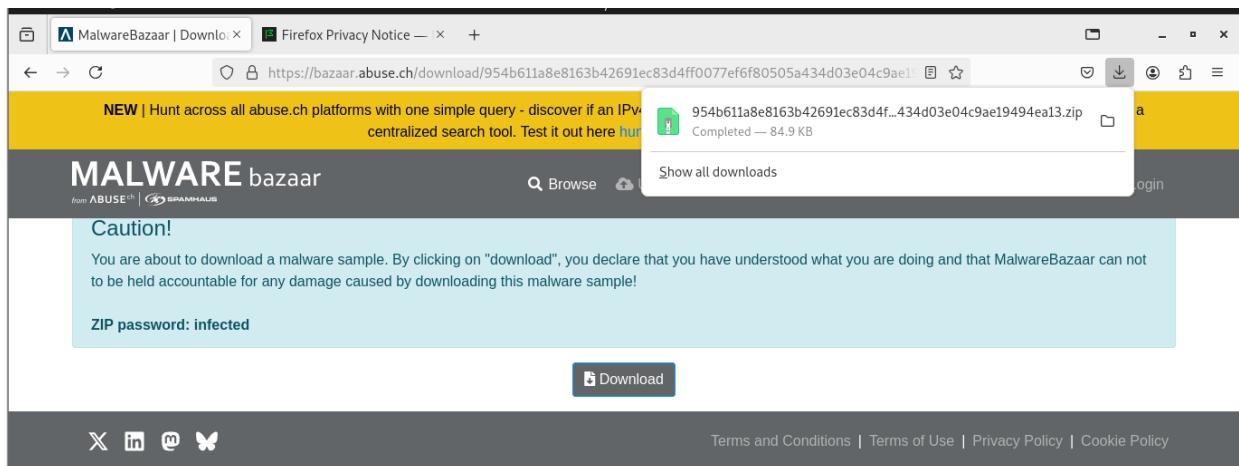 MalwareBazaar | Downlo
Firefox Privacy Notice —
https://bazaar.abuse.ch/download/954b611a8e8163b42691ec83d4ff0077ef6f80505a434d03e04c9ae1
NEW | Hunt across all abuse.ch platforms with one simple query - discover if an IPv
a
centralized search tool. Test it out here hun
954b611a8e8163b42691ec83d4f...434d03e04c9ae19494ea13.zip
Completed — 84.9 KB
Show all downloads
MALWARE bazaar
from ABUSE ch | SPAMHAUS
Browse
U
ogin
Caution!
You are about to download a malware sample. By clicking on "download", you declare that you have understood what you are doing and that MalwareBazaar can not
to be held accountable for any damage caused by downloading this malware sample!
ZIP password: infected
Download
Terms and Conditions | Terms of Use | Privacy Policy | Cookie Policy